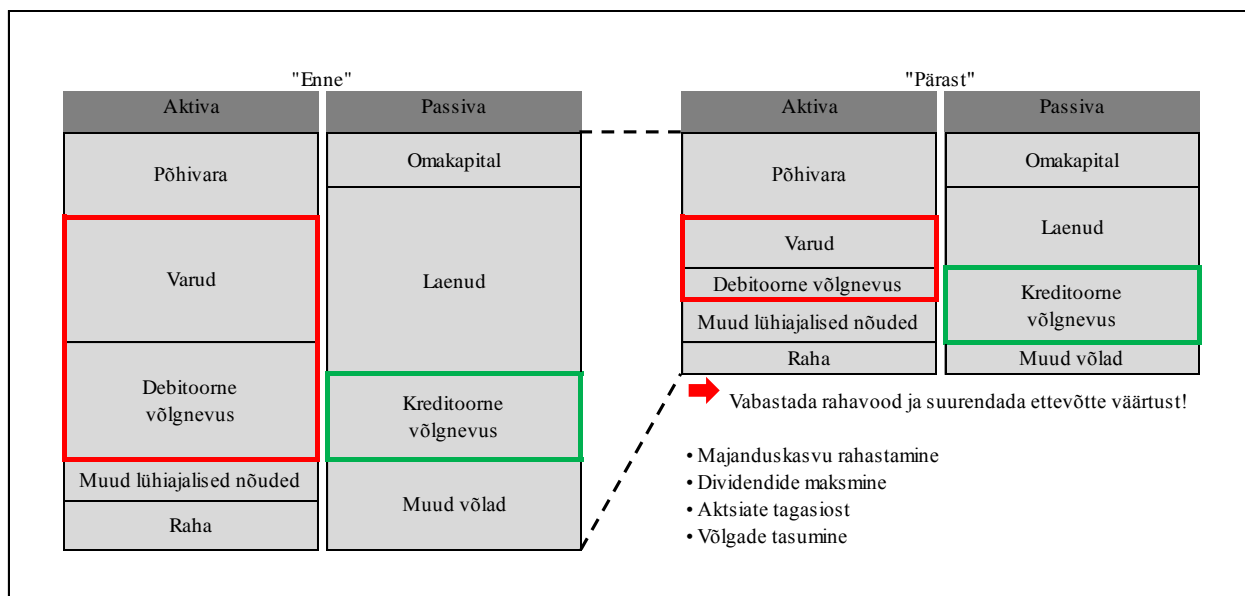 "Enne"
Aktiva
Passiva
Põhivara
Varud
Debitoorne
võlgnevus
Muud lühiajalised nõuded
Raha
Omakapital
Laenud
Kreditoorne
võlgnevus
Muud võlad
"Pärast"
Aktiva
Passiva
Põhivara
Varud
Debitoorne võlgnevus
Muud lühiajalised nõuded
Raha
Omakapital
Laenud
Kreditoorne
võlgnevus
Muud võlad
Vabastada rahavood ja suurendada ettevõtte väärtust!
• Majanduskasvu rahastamine
• Dividendide maksmine
• Aktsiate tagasiost
• Võlgade tasumine